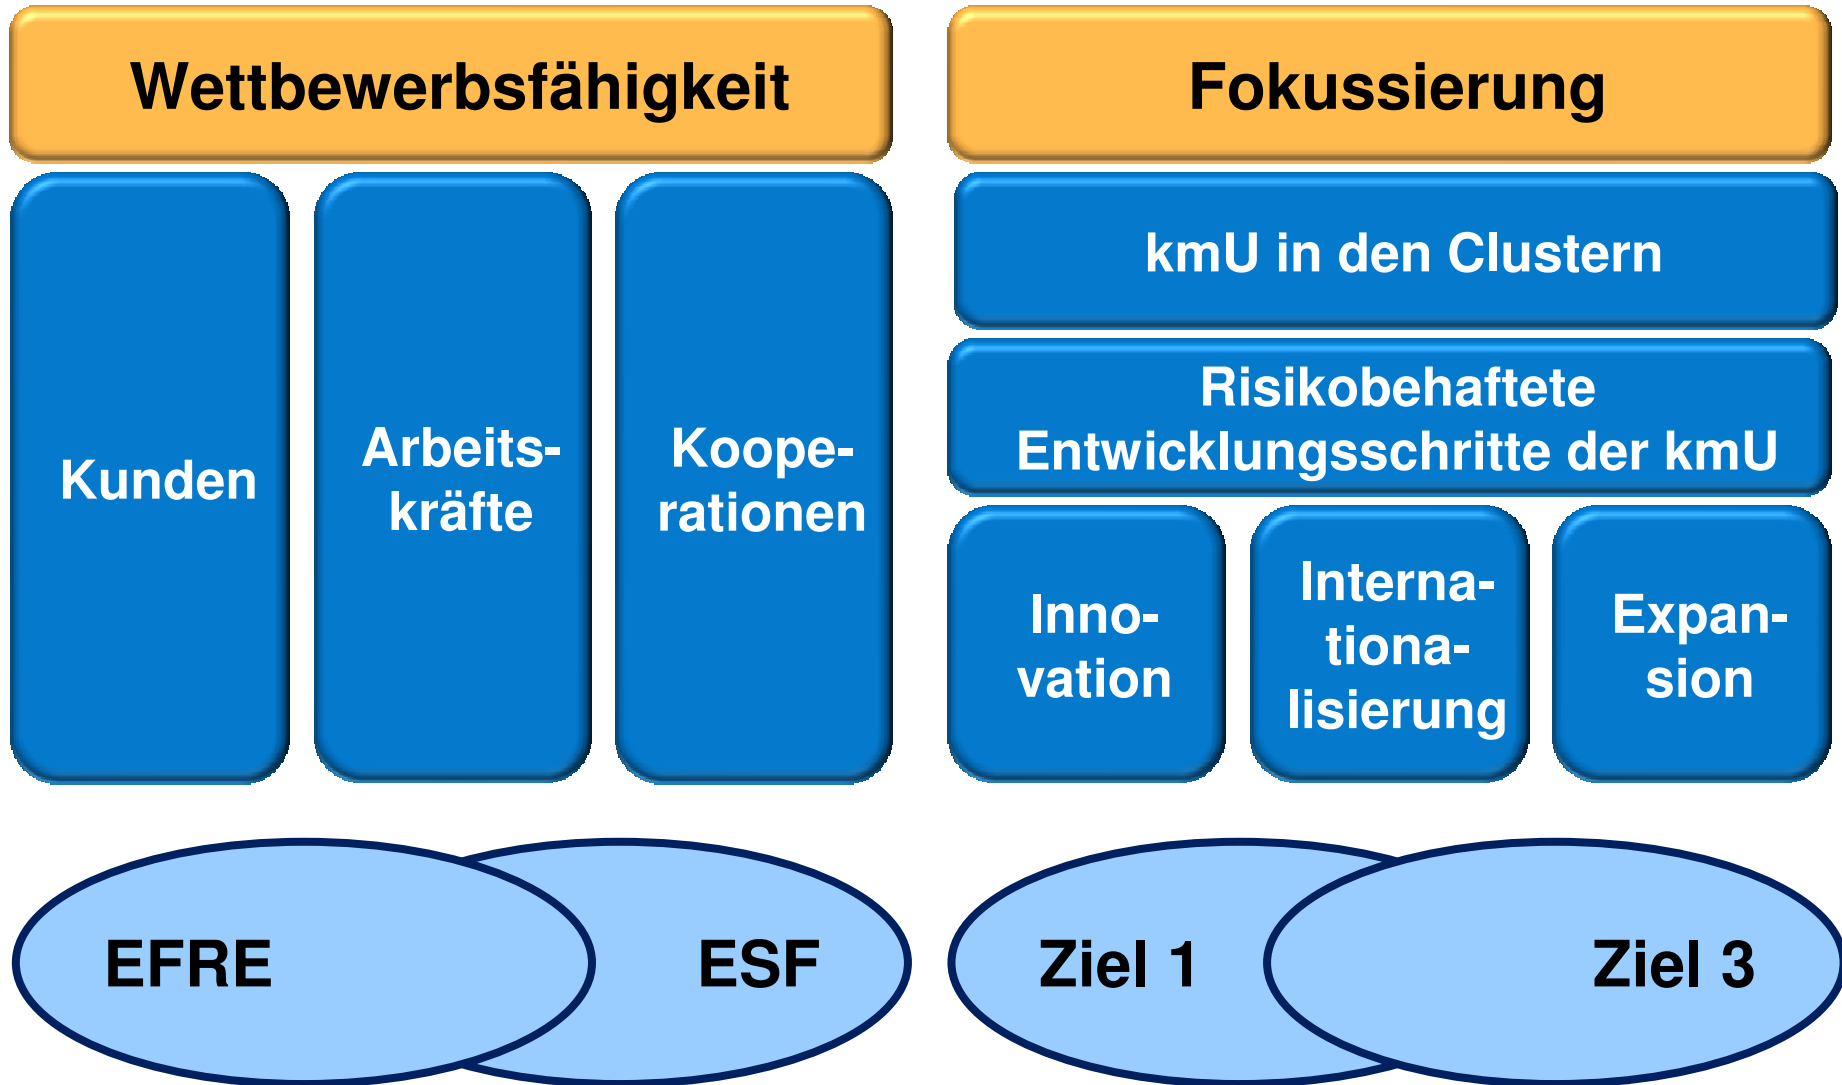 Wettbewerbsfähigkeit
Kunden
Arbeits-
kräfte
Koope-
rationen
Fokussierung
kmU in den Clustern
Risikobehaftete
Entwicklungsschritte der kmU
Inno-
vation
Interna-
tiona-
lisierung
Expan-
sion
EFRE
ESF
Ziel 1
Ziel 3